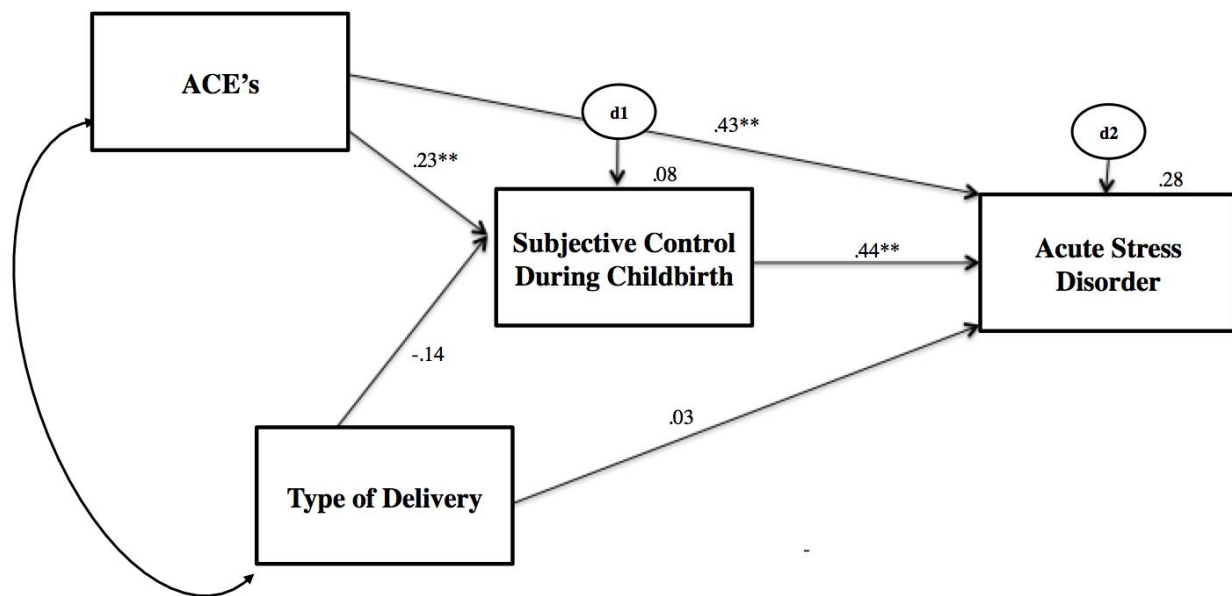 ACE's
d1
.43**
d2
.23**
.08
.28
Subjective Control
During Childbirth
.44**
Acute Stress
Disorder
-.14
.03
Type of Delivery
-